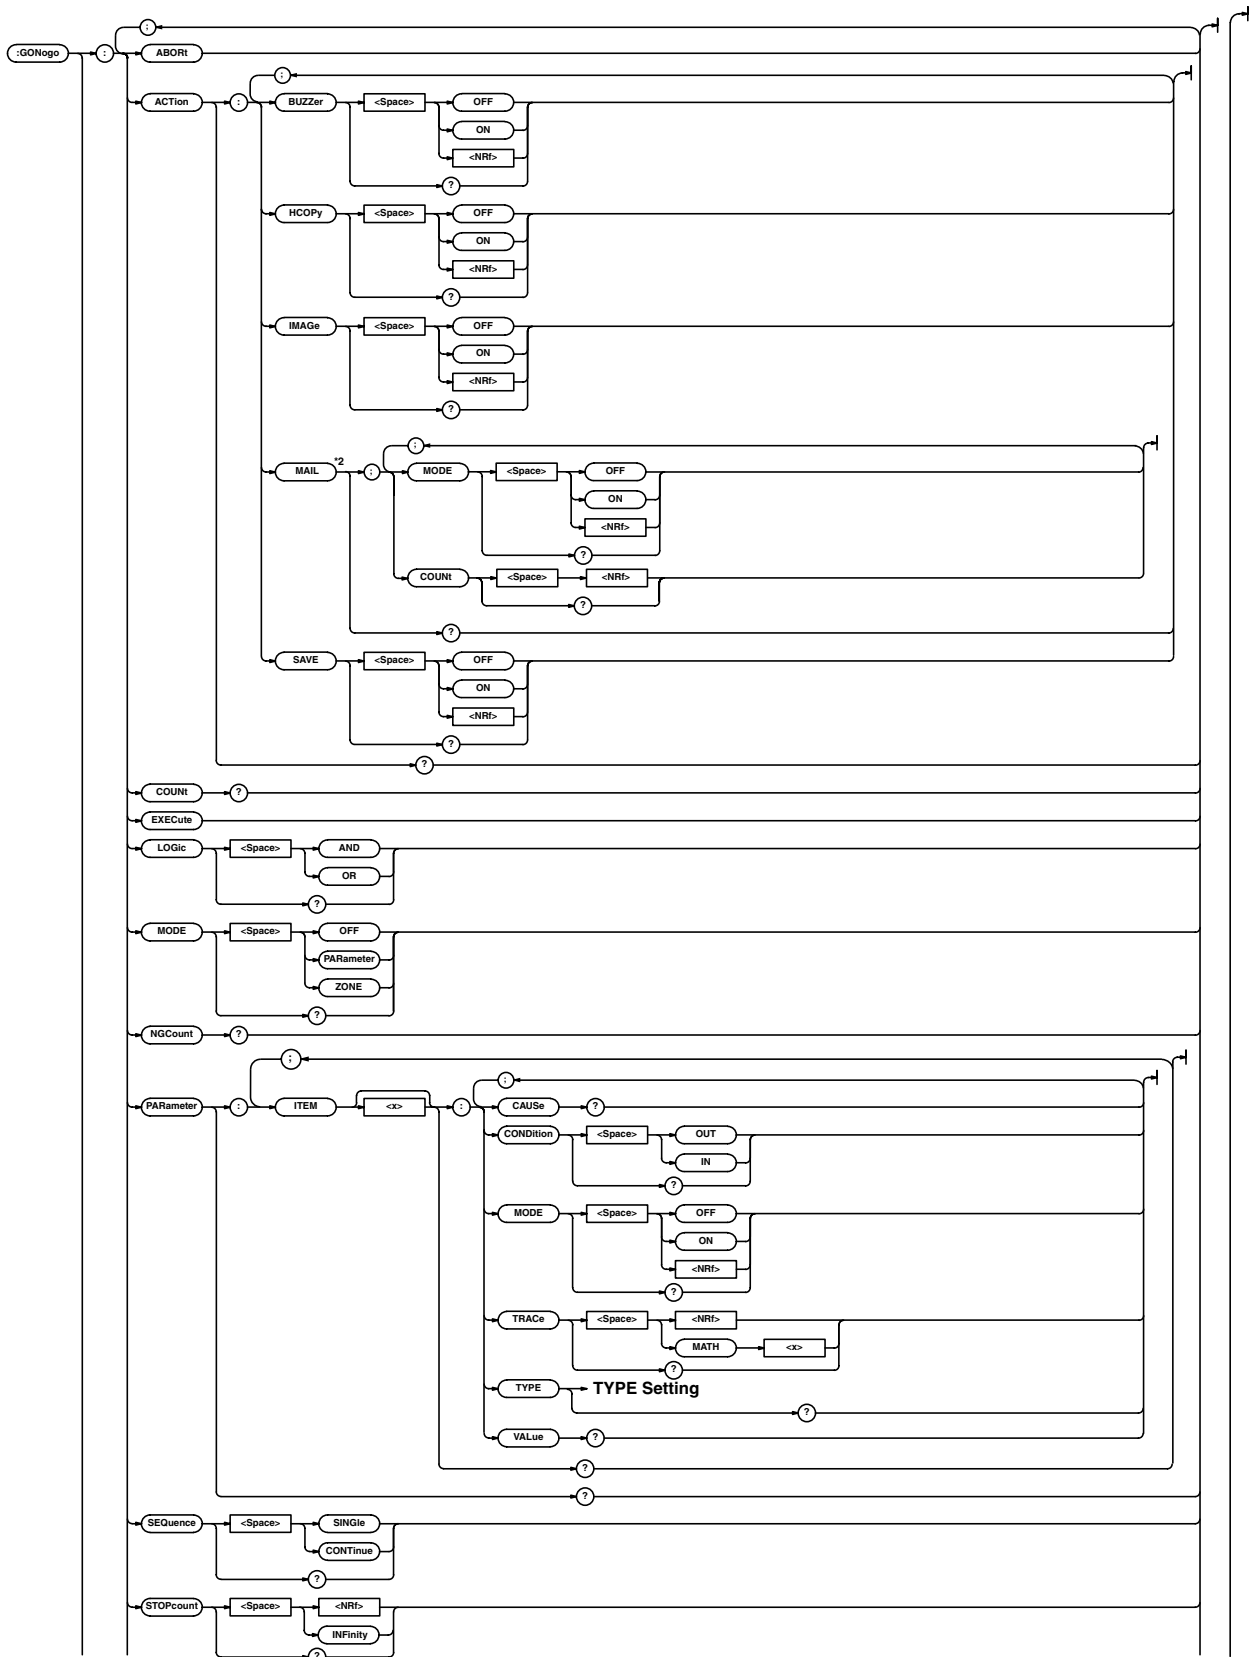 ;
:GONogo : ABORt
;
ACTion : BUZZer <Space> OFF
ON
<NRf>
?
HCOPy <Space> OFF
ON
<NRf>
?
IMAGe <Space> OFF
ON
<NRf>
?
;
MAIL *2 : MODE <Space> OFF
ON
<NRf>
?
COUNt <Space> <NRf>
?
?
SAVE <Space> OFF
ON
<NRf>
?
?
COUNt ?
EXECute
LOGic <Space> AND
OR
?
MODE <Space> OFF
PARameter
ZONE
?
NGCount ?
;
;
PARameter : ITEM <x> : CAUSe ?
CONDition <Space> OUT
IN
?
MODE <Space> OFF
ON
<NRf>
?
TRACe <Space> <NRf>
MATH <x>
?
TYPE TYPE Setting
?
VALue ?
?
?
SEQuence <Space> SINGle
CONTinue
?
STOPcount <Space> <NRf>
INFinity
?